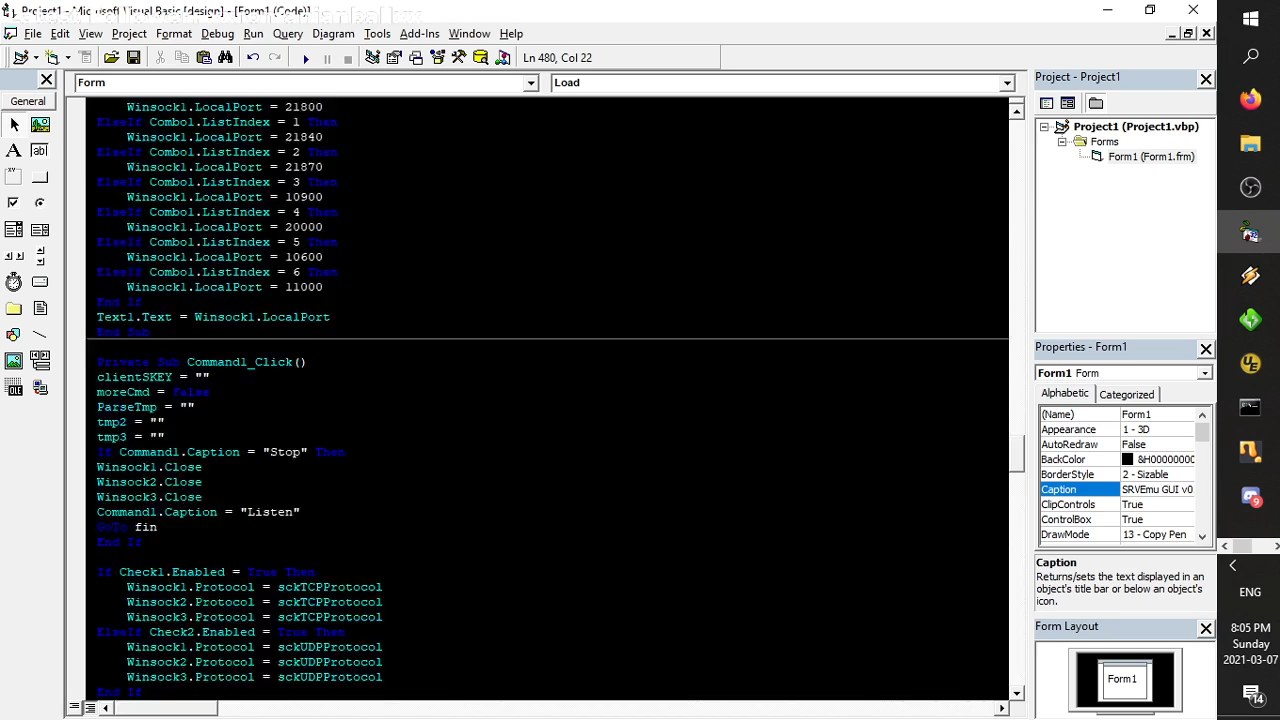 Project1 - Microsoft Visual Basic [design] - [Form1 (Code)]
File Edit View Project Format Debug Run Query Diagram Tools Add-Ins Window Help
Ln 480, Col 22
General
Form
Load
Winsock1.LocalPort = 21800
ElseIf Combo1.ListIndex = 1 Then
Winsock1.LocalPort = 21840
ElseIf Combo1.ListIndex = 2 Then
Winsock1.LocalPort = 21870
ElseIf Combo1.ListIndex = 3 Then
Winsock1.LocalPort = 10900
ElseIf Combo1.ListIndex = 4 Then
Winsock1.LocalPort = 20000
ElseIf Combo1.ListIndex = 5 Then
Winsock1.LocalPort = 10600
ElseIf Combo1.ListIndex = 6 Then
Winsock1.LocalPort = 11000
End If
Text1.Text = Winsock1.LocalPort
End Sub
Private Sub Command1_Click()
clientSKEY = ""
moreCmd = False
ParseTmp = ""
tmp2 = ""
tmp3 = ""
If Command1.Caption = "Stop" Then
Winsock1.Close
Winsock2.Close
Winsock3.Close
Command1.Caption = "Listen"
GoTo fin
End If
If Check1.Enabled = True Then
Winsock1.Protocol = sckTCPProtocol
Winsock2.Protocol = sckTCPProtocol
Winsock3.Protocol = sckTCPProtocol
ElseIf Check2.Enabled = True Then
Winsock1.Protocol = sckUDPProtocol
Winsock2.Protocol = sckUDPProtocol
Winsock3.Protocol = sckUDPProtocol
End If
Project - Project1
Project1 (Project1.vbp)
Forms
Form1 (Form1.frm)
Properties - Form1
Form1 Form
Alphabetic Categorized
(Name) Form1
Appearance 1 - 3D
AutoRedraw False
BackColor &H0000000
BorderStyle 2 - Sizable
Caption SRVEmu GUI v0
ClipControls True
ControlBox True
DrawMode 13 - Copy Pen
Caption
Returns/sets the text displayed in an
object's title bar or below an object's
icon.
Form Layout
Form1
9
ENG
8:05 PM
Sunday
2021-03-07
14